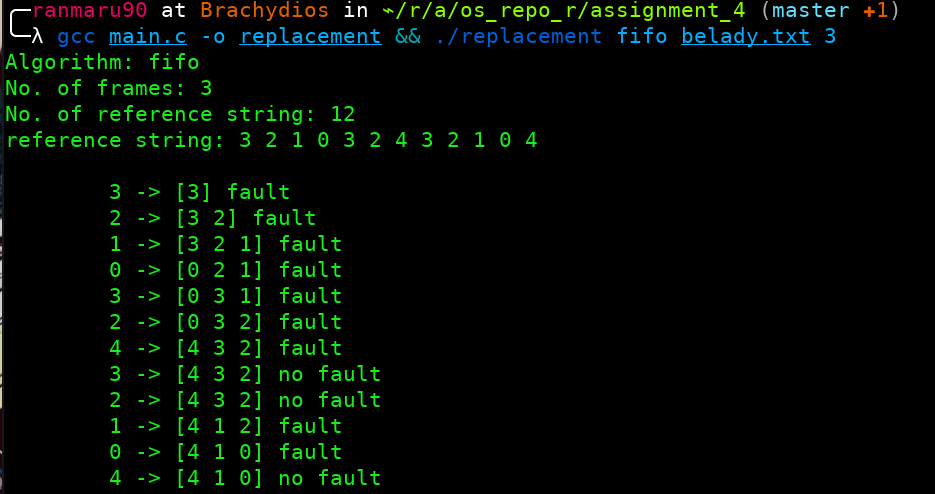 ranmaru90 at Brachydios in ~/r/a/os_repo_r/assignment_4 (master +1)
λ gcc main.c -o replacement && ./replacement fifo belady.txt 3
Algorithm: fifo
No. of frames: 3
No. of reference string: 12
reference string: 3 2 1 0 3 2 4 3 2 1 0 4
3 -> [3] fault
2 -> [3 2] fault
1 -> [3 2 1] fault
0 -> [0 2 1] fault
3 -> [0 3 1] fault
2 -> [0 3 2] fault
4 -> [4 3 2] fault
3 -> [4 3 2] no fault
2 -> [4 3 2] no fault
1 -> [4 1 2] fault
0 -> [4 1 0] fault
4 -> [4 1 0] no fault